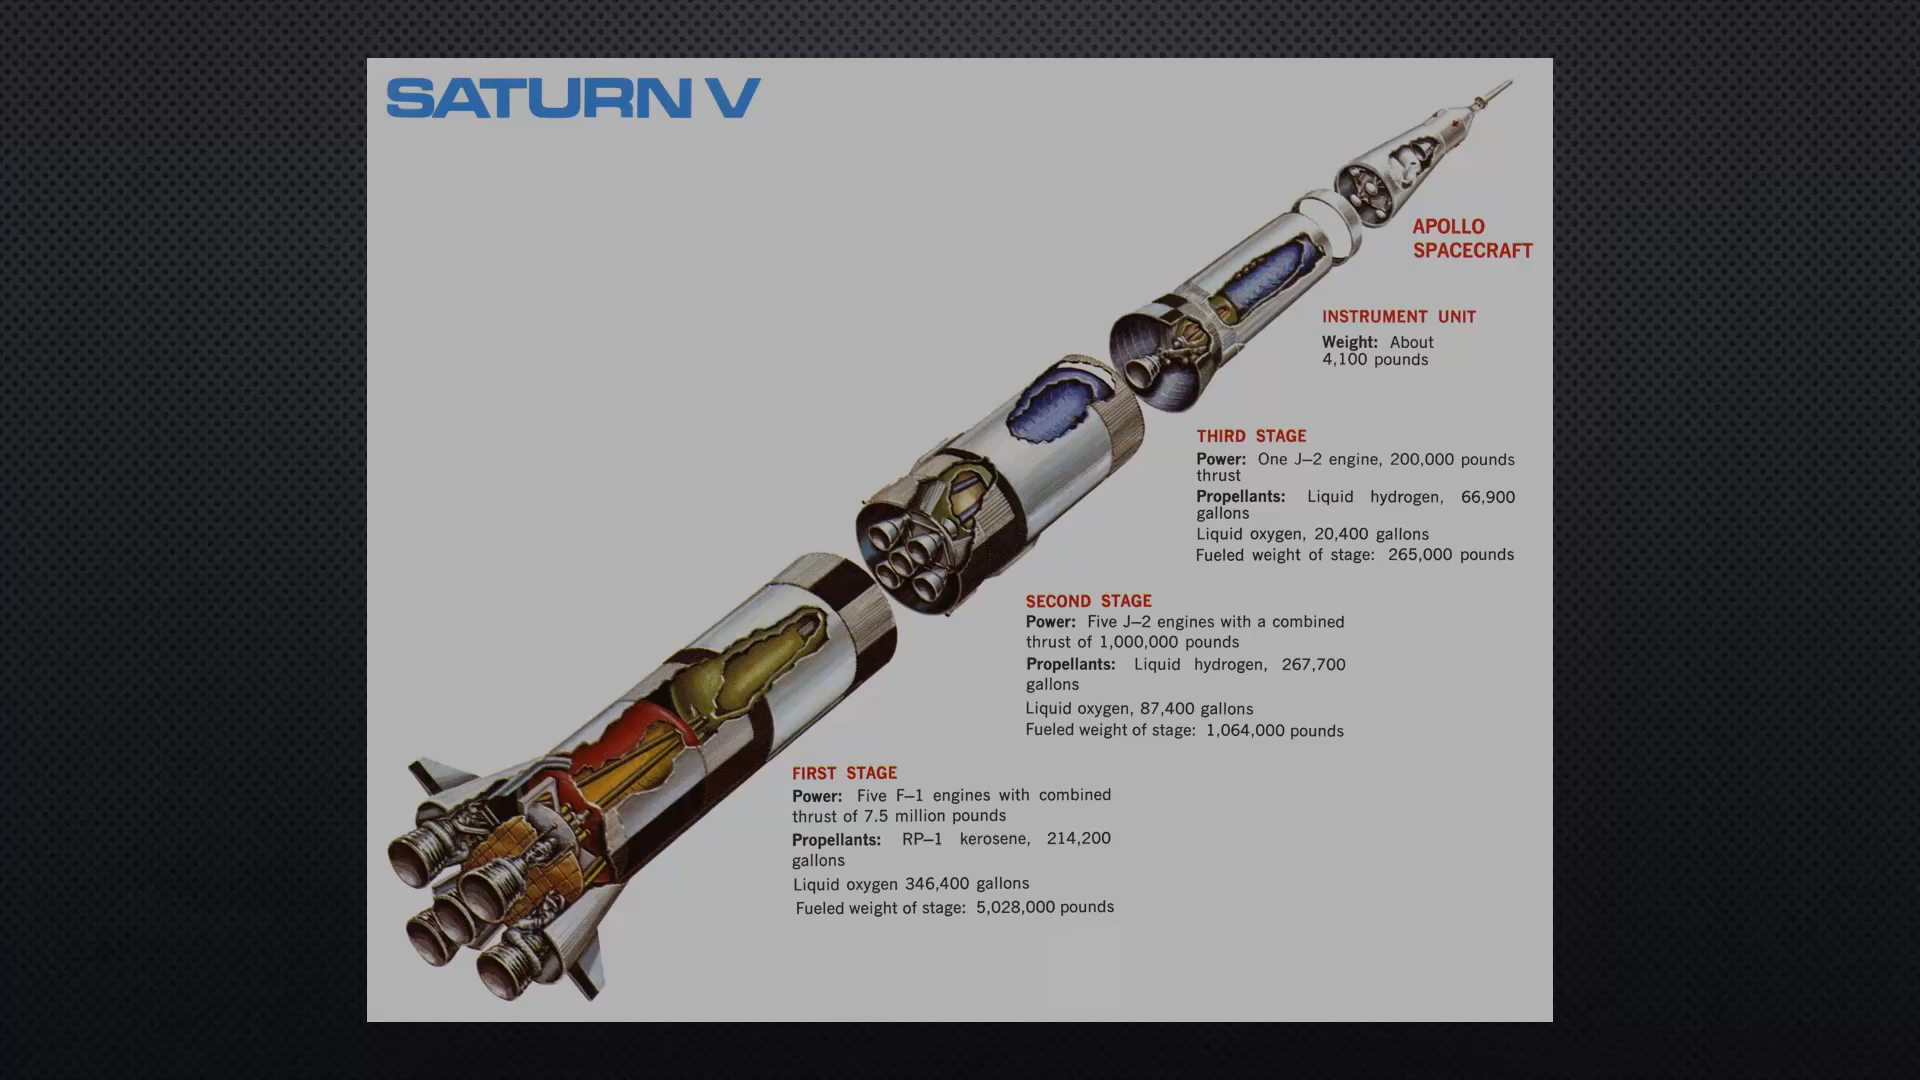 SATURN V
APOLLO
SPACECRAFT
INSTRUMENT UNIT
Weight: About
4,100 pounds
THIRD STAGE
Power: One J–2 engine, 200,000 pounds
thrust
Propellants: Liquid hydrogen, 66,900
gallons
Liquid oxygen, 20,400 gallons
Fueled weight of stage: 265,000 pounds
SECOND STAGE
Power: Five J–2 engines with a combined
thrust of 1,000,000 pounds
Propellants: Liquid hydrogen, 267,700
gallons
Liquid oxygen, 87,400 gallons
Fueled weight of stage: 1,064,000 pounds
FIRST STAGE
Power: Five F–1 engines with combined
thrust of 7.5 million pounds
Propellants: RP–1 kerosene, 214,200
gallons
Liquid oxygen 346,400 gallons
Fueled weight of stage: 5,028,000 pounds